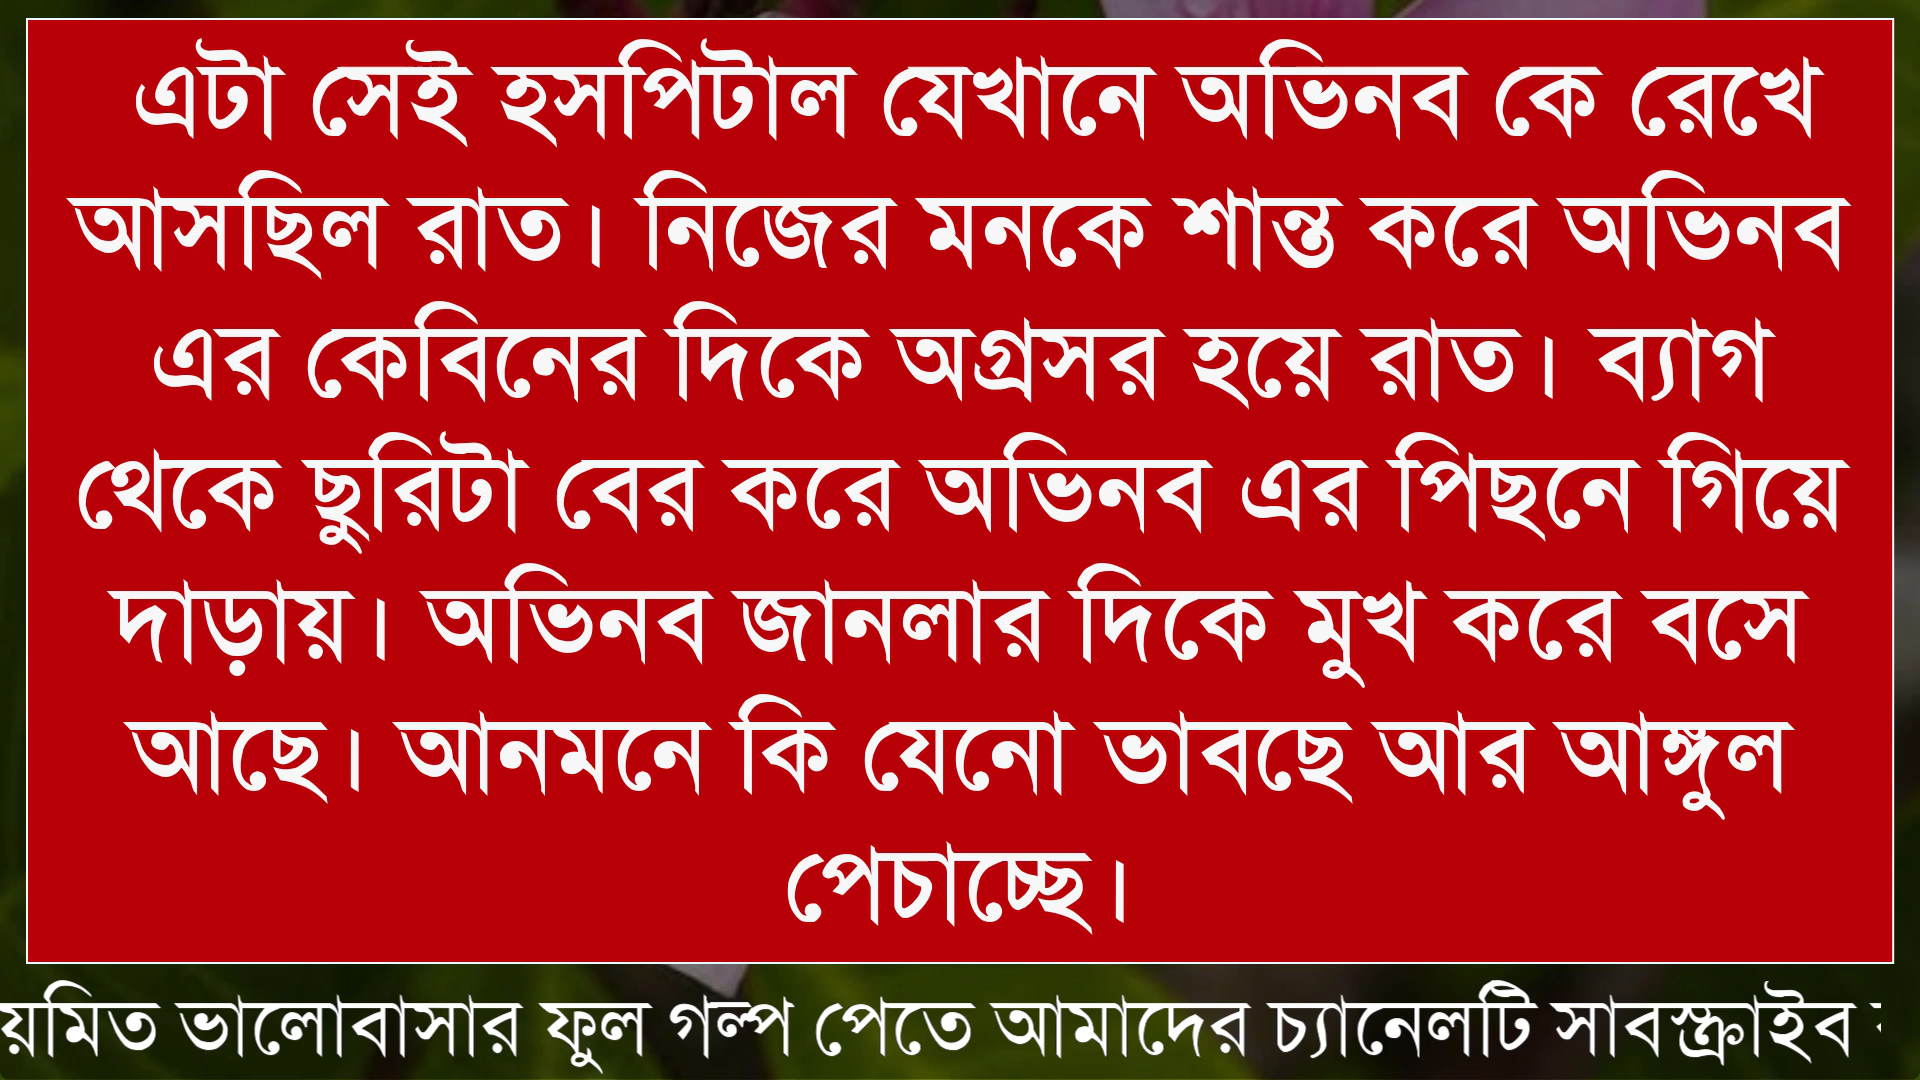 এটা সেই হসপিটাল যেখানে অভিনব কে রেখে
আসছিল রাত। নিজের মনকে শান্ত করে অভিনব
এর কেবিনের দিকে অগ্রসর হয়ে রাত। ব্যাগ
থেকে ছুরিটা বের করে অভিনব এর পিছনে গিয়ে
দাড়ায়। অভিনব জানলার দিকে মুখ করে বসে
আছে। আনমনে কি যেনো ভাবছে আর আঙ্গুল
পেচাচ্ছে।
য়মিত ভালোবাসার ফুল গল্প পেতে আমাদের চ্যানেলটি সাবস্ক্রাইব